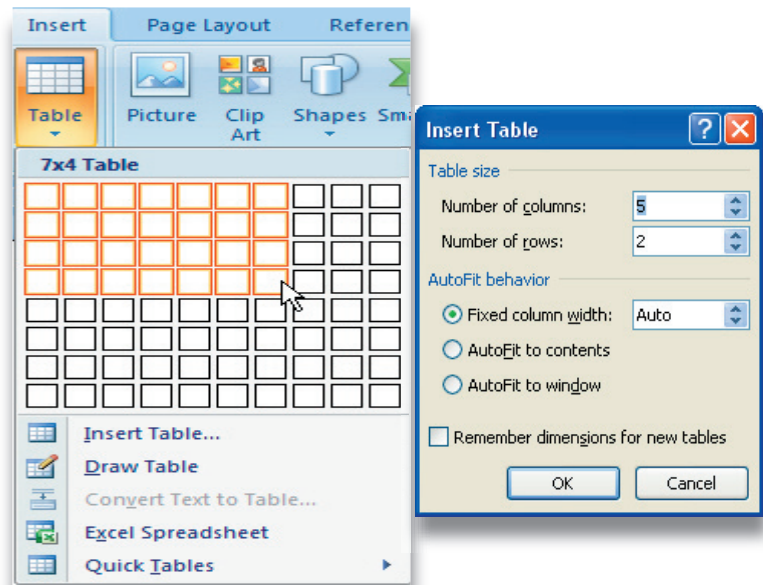 Insert Page Layout Referen
Table Picture Clip Art Shapes Sma
7x4 Table
Insert Table...
Draw Table
Convert Text to Table...
Excel Spreadsheet
Quick Tables
Insert Table
Table size
Number of columns: 5
Number of rows: 2
AutoFit behavior
Fixed column width: Auto
AutoFit to contents
AutoFit to window
Remember dimensions for new tables
OK Cancel